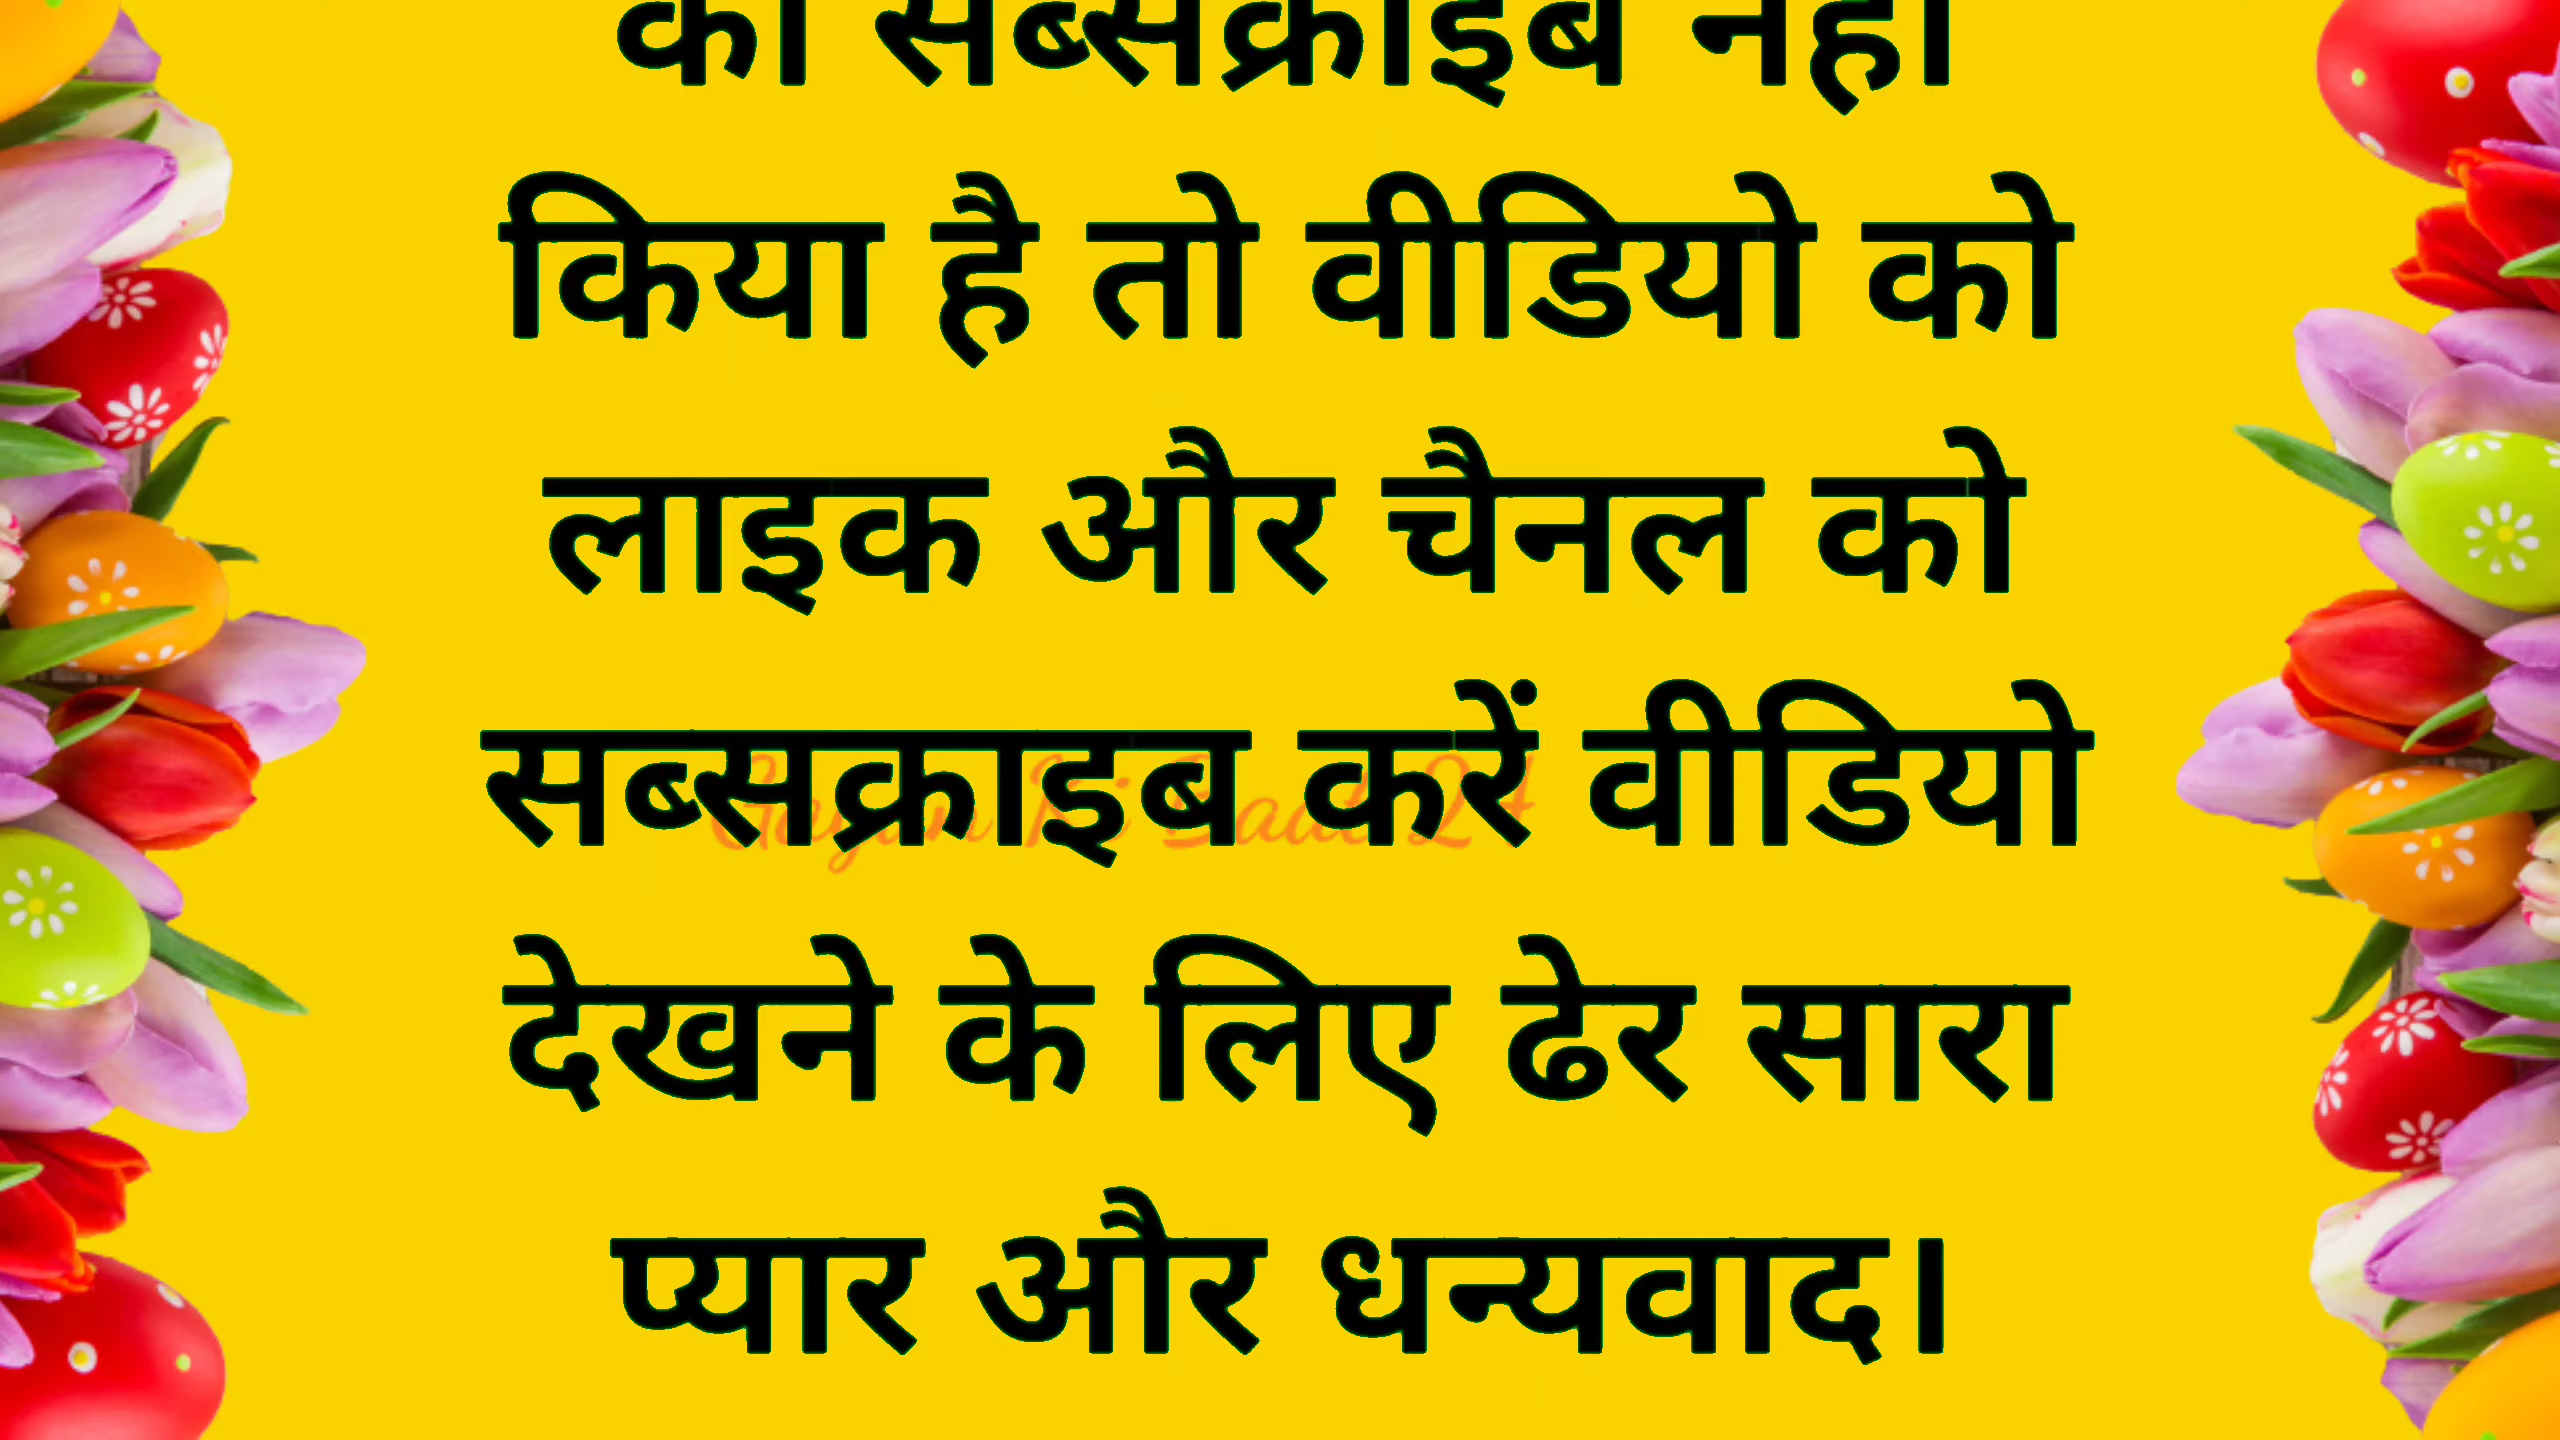 को सब्सक्राइब नहीं
किया है तो वीडियो को
लाइक और चैनल को
सब्सक्राइब करें वीडियो
देखने के लिए ढेर सारा
प्यार और धन्यवाद।